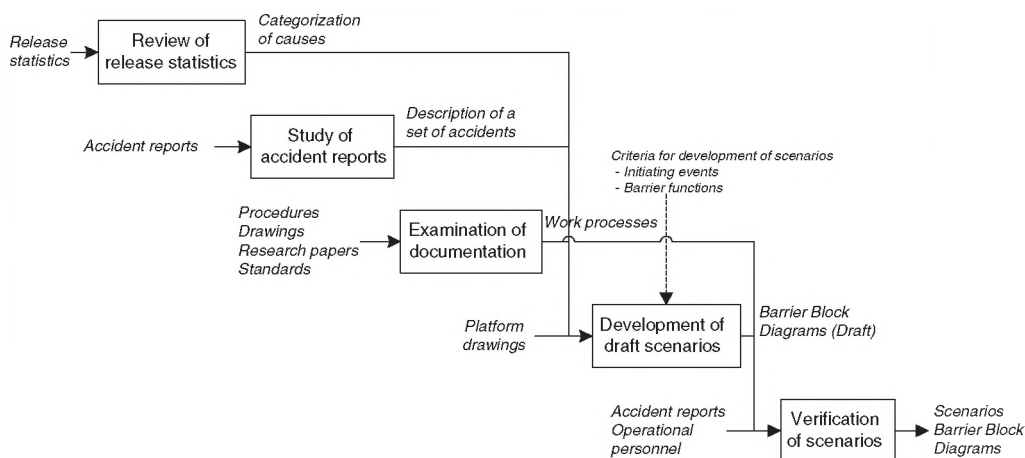 Release
statistics
Review of
release statistics
Categorization
of causes
Accident reports
Study of
accident reports
Description of a
set of accidents
Criteria for development of scenarios
- Initiating events
- Barrier functions
Procedures
Drawings
Research papers
Standards
Examination of
documentation
Work processes
Platform
drawings
Development of
draft scenarios
Barrier Block
Diagrams (Draft)
Accident reports
Operational
personnel
Verification
of scenarios
Scenarios
Barrier Block
Diagrams